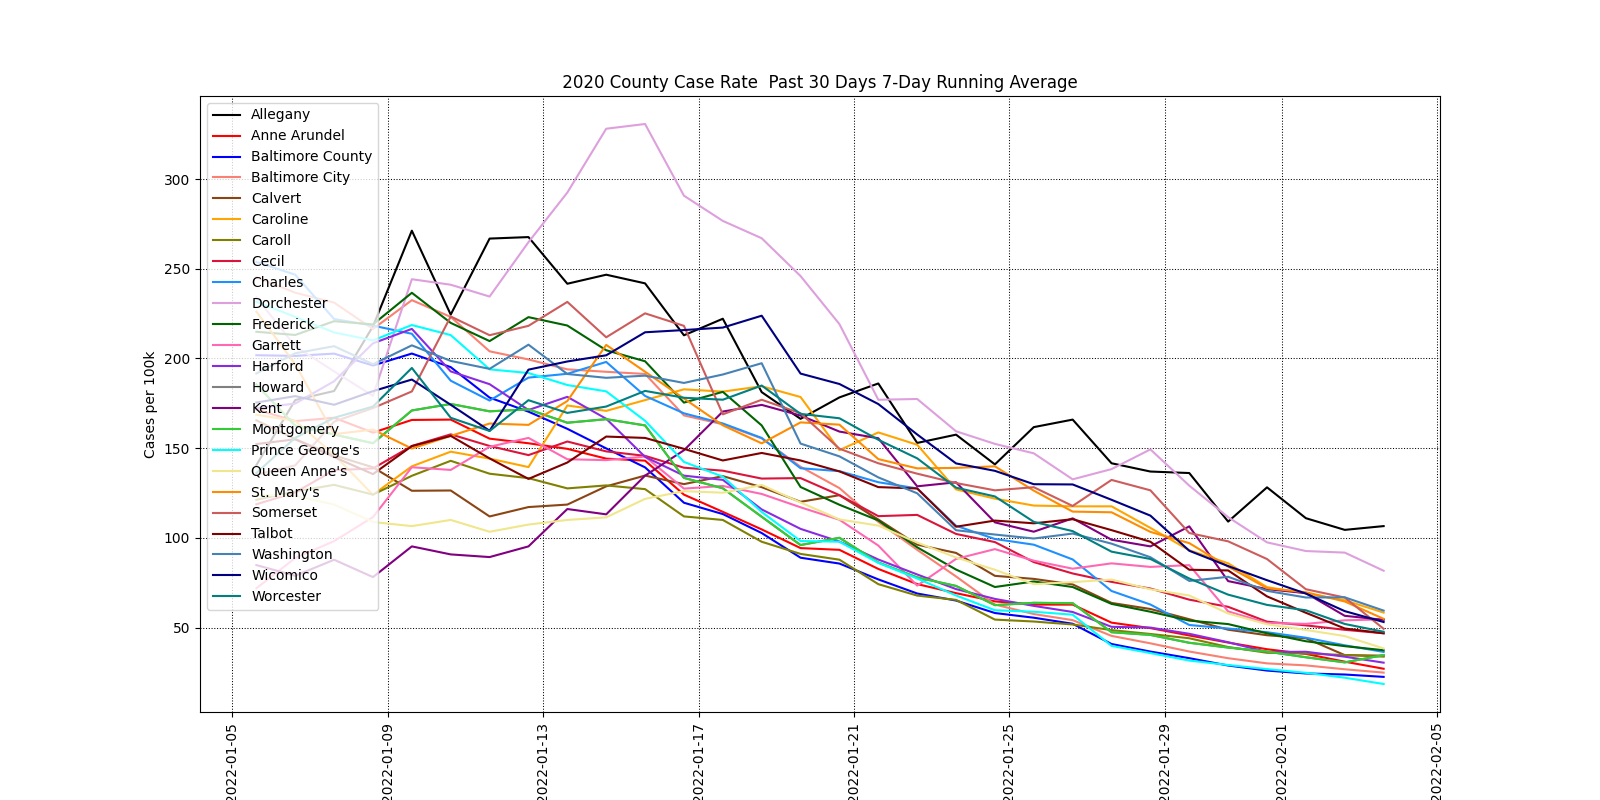 2020 County Case Rate  Past 30 Days 7-Day Running Average
Cases per 100k
300
250
200
150
100
50
Allegany
Anne Arundel
Baltimore County
Baltimore City
Calvert
Caroline
Caroll
Cecil
Charles
Dorchester
Frederick
Garrett
Harford
Howard
Kent
Montgomery
Prince George's
Queen Anne's
St. Mary's
Somerset
Talbot
Washington
Wicomico
Worcester
2022-01-05
2022-01-09
2022-01-13
2022-01-17
2022-01-21
2022-01-25
2022-01-29
2022-02-01
2022-02-05